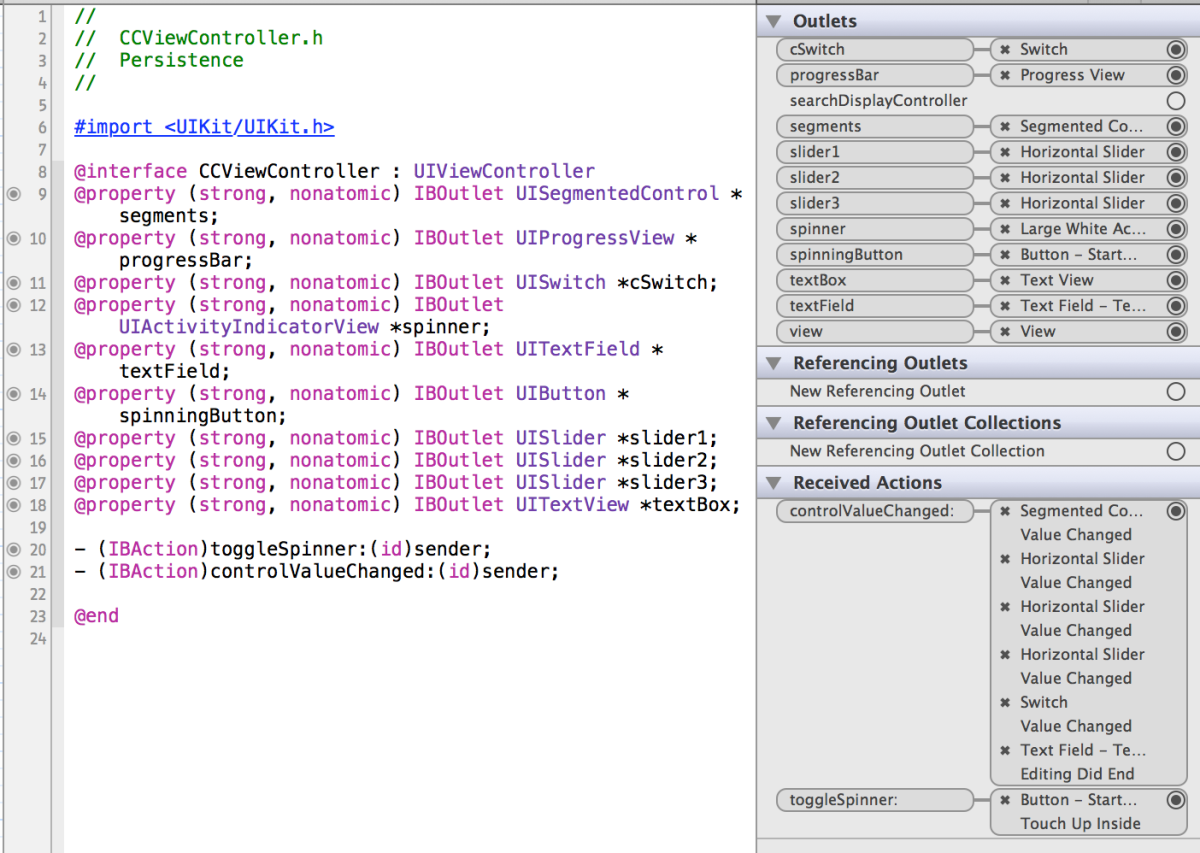 1 //
2 //  CCViewController.h
3 //  Persistence
4 //
5
6 #import <UIKit/UIKit.h>
7
8 @interface CCViewController : UIViewController
9 @property (strong, nonatomic) IBOutlet UISegmentedControl *
segments;
10 @property (strong, nonatomic) IBOutlet UIProgressView *
progressBar;
11 @property (strong, nonatomic) IBOutlet UISwitch *cSwitch;
12 @property (strong, nonatomic) IBOutlet
UIActivityIndicatorView *spinner;
13 @property (strong, nonatomic) IBOutlet UITextField *
textField;
14 @property (strong, nonatomic) IBOutlet UIButton *
spinningButton;
15 @property (strong, nonatomic) IBOutlet UISlider *slider1;
16 @property (strong, nonatomic) IBOutlet UISlider *slider2;
17 @property (strong, nonatomic) IBOutlet UISlider *slider3;
18 @property (strong, nonatomic) IBOutlet UITextView *textBox;
19
20 - (IBAction)toggleSpinner:(id)sender;
21 - (IBAction)controlValueChanged:(id)sender;
22
23 @end
24
Outlets
cSwitch Switch
progressBar Progress View
searchDisplayController
segments Segmented Co...
slider1 Horizontal Slider
slider2 Horizontal Slider
slider3 Horizontal Slider
spinner Large White Ac...
spinningButton Button – Start...
textBox Text View
textField Text Field – Te...
view View
Referencing Outlets
New Referencing Outlet
Referencing Outlet Collections
New Referencing Outlet Collection
Received Actions
controlValueChanged: Segmented Co...
Value Changed
Horizontal Slider
Value Changed
Horizontal Slider
Value Changed
Horizontal Slider
Value Changed
Switch
Value Changed
Text Field – Te...
Editing Did End
toggleSpinner: Button – Start...
Touch Up Inside